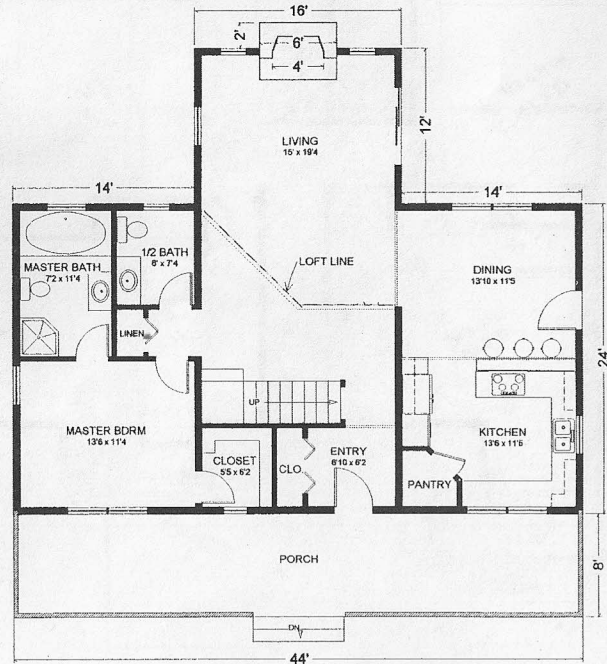 16'
2'
6'
4'
12'
LIVING
15' x 19'4
14'
14'
1/2 BATH
6' x 7'4
MASTER BATH
7'2 x 11'4
LOFT LINE
DINING
13'10 x 11'5
LINEN
24'
UP
MASTER BDRM
13'6 x 11'4
KITCHEN
13'6 x 11'6
CLOSET
5'5 x 6'2
CLO.
ENTRY
6'10 x 6'2
PANTRY
PORCH
8'
DN
44'